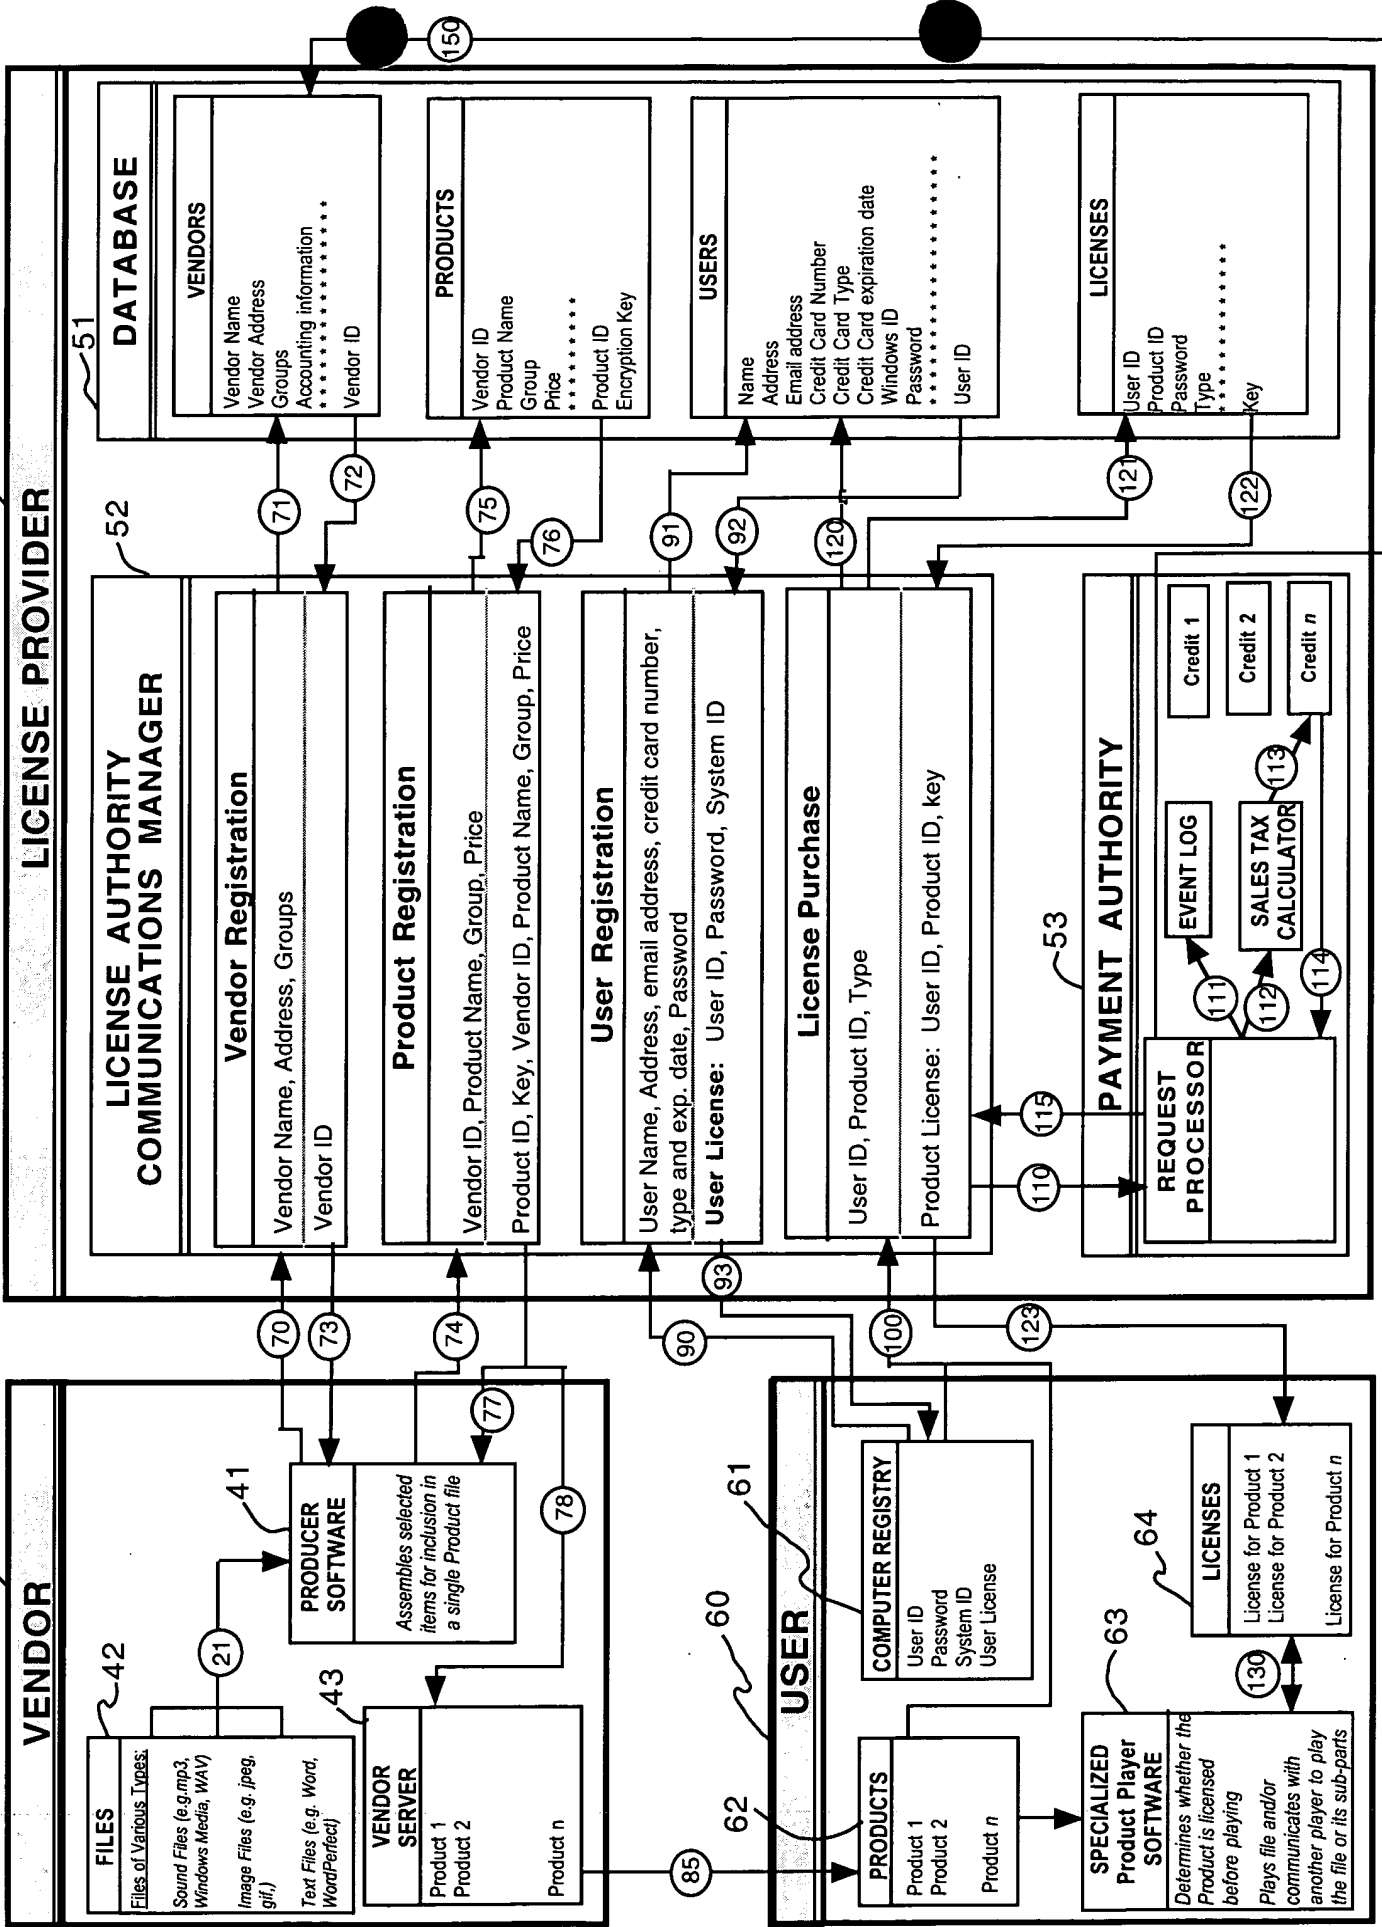 VENDOR
FILES
Files of Various Types:
Sound Files (e.g.mp3,
Windows Media, WAV)
Image Files (e.g. jpeg,
gif,)
Text Files (e.g. Word,
WordPerfect)
42
21
41
PRODUCER
SOFTWARE
Assembles selected
items for inclusion in
a single Product file
43
VENDOR
SERVER
Product 1
Product 2
Product n
70
73
74
77
78
85
LICENSE PROVIDER
LICENSE AUTHORITY
COMMUNICATIONS MANAGER
52
Vendor Registration
Vendor Name, Address, Groups
Vendor ID
Product Registration
Vendor ID, Product Name, Group, Price
Product ID, Key, Vendor ID, Product Name, Group, Price
User Registration
User Name, Address, email address, credit card number,
type and exp. date, Password
User License: User ID, Password, System ID
License Purchase
User ID, Product ID, Type
Product License: User ID, Product ID, key
71
72
75
76
91
92
120
121
122
51
DATABASE
VENDORS
Vendor Name
Vendor Address
Groups
Accounting information
* * * * * * * * * * * * * * * * * *
Vendor ID
PRODUCTS
Vendor ID
Product Name
Group
Price
* * * * * * * * * *
Product ID
Encryption Key
USERS
Name
Address
Email address
Credit Card Number
Credit Card Type
Credit Card expiration date
Windows ID
Password
* * * * * * * * * * * * * * * * * * * *
User ID
LICENSES
User ID
Product ID
Password
Type
* * * * * * * * * * * * * *
Key
150
USER
60
61
COMPUTER REGISTRY
User ID
Password
System ID
User License
62
PRODUCTS
Product 1
Product 2
Product n
63
SPECIALIZED
Product Player
SOFTWARE
Determines whether the
Product is licensed
before playing
Plays file and/or
communicates with
another player to play
the file or its sub-parts
130
64
LICENSES
License for Product 1
License for Product 2
License for Product n
90
93
100
123
110
115
53
PAYMENT AUTHORITY
REQUEST
PROCESSOR
111
112
113
114
EVENT LOG
SALES TAX
CALCULATOR
Credit 1
Credit 2
Credit n